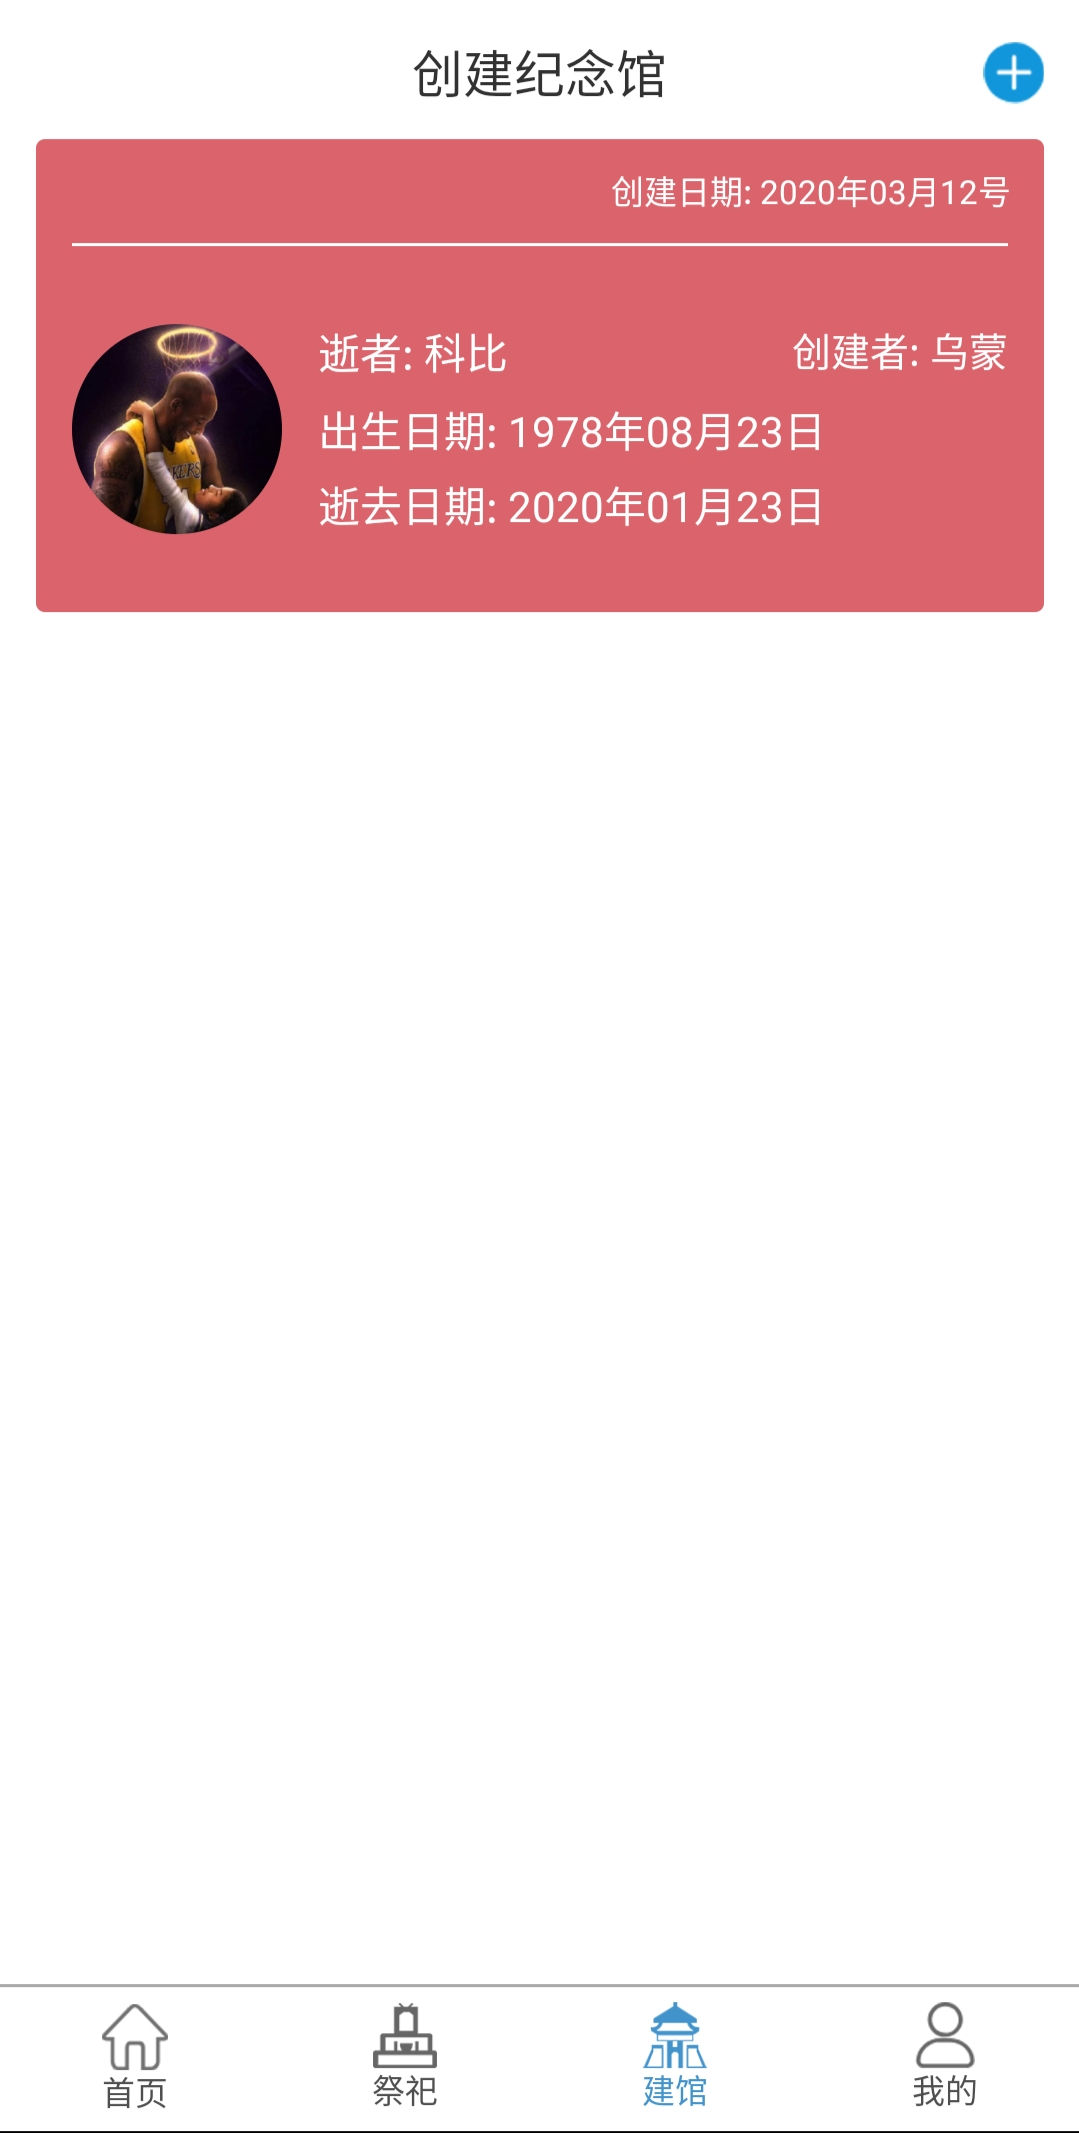 创建纪念馆
创建日期: 2020年03月12号
逝者: 科比
创建者: 乌蒙
出生日期: 1978年08月23日
逝去日期: 2020年01月23日
首页
祭祀
建馆
我的